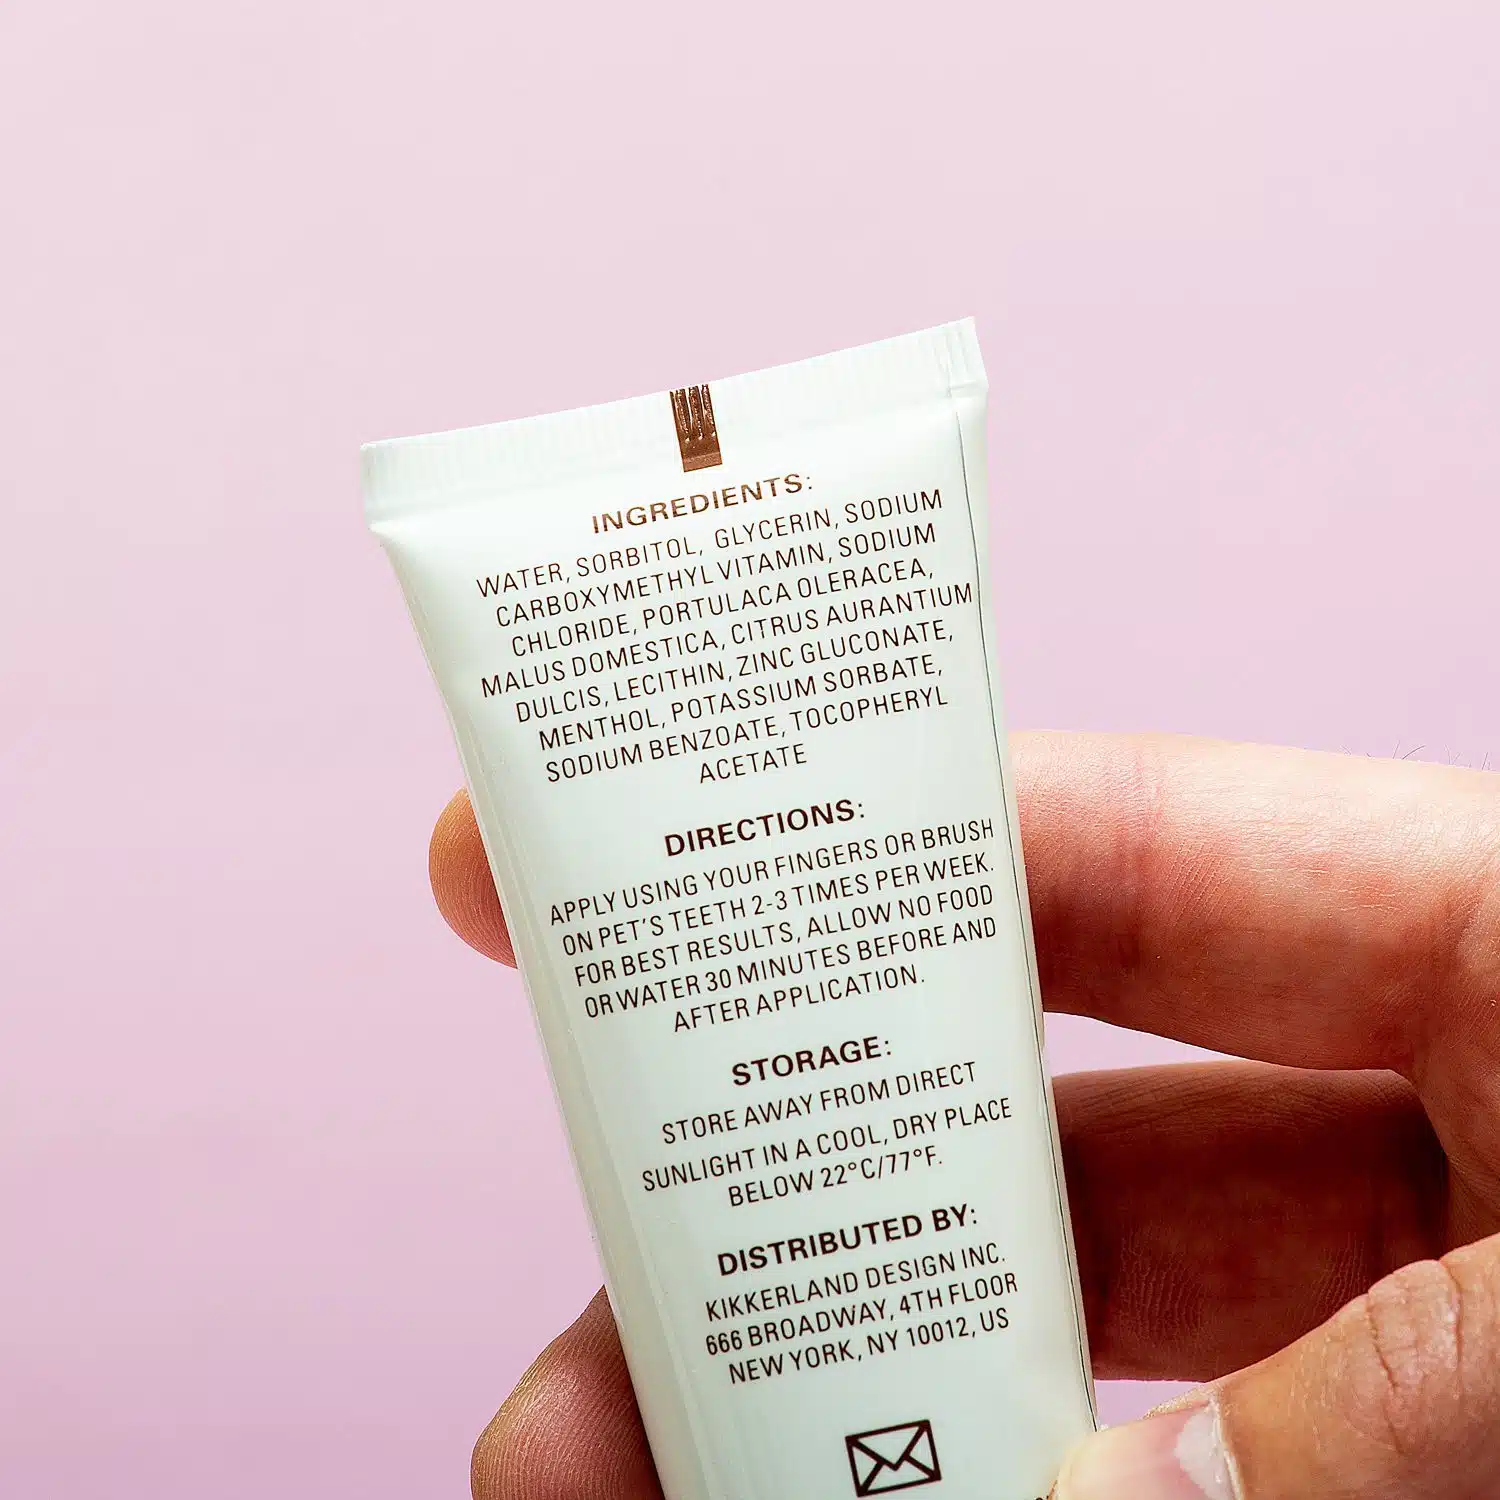 INGREDIENTS:
WATER, SORBITOL, GLYCERIN, SODIUM
CARBOXYMETHYL VITAMIN, SODIUM
CHLORIDE, PORTULACA OLERACEA,
MALUS DOMESTICA, CITRUS AURANTIUM
DULCIS, LECITHIN, ZINC GLUCONATE,
MENTHOL, POTASSIUM SORBATE,
SODIUM BENZOATE, TOCOPHERYL
ACETATE
DIRECTIONS:
APPLY USING YOUR FINGERS OR BRUSH
ON PET'S TEETH 2-3 TIMES PER WEEK.
FOR BEST RESULTS, ALLOW NO FOOD
OR WATER 30 MINUTES BEFORE AND
AFTER APPLICATION.
STORAGE:
STORE AWAY FROM DIRECT
SUNLIGHT IN A COOL, DRY PLACE
BELOW 22°C/77°F.
DISTRIBUTED BY:
KIKKERLAND DESIGN INC.
666 BROADWAY, 4TH FLOOR
NEW YORK, NY 10012, US